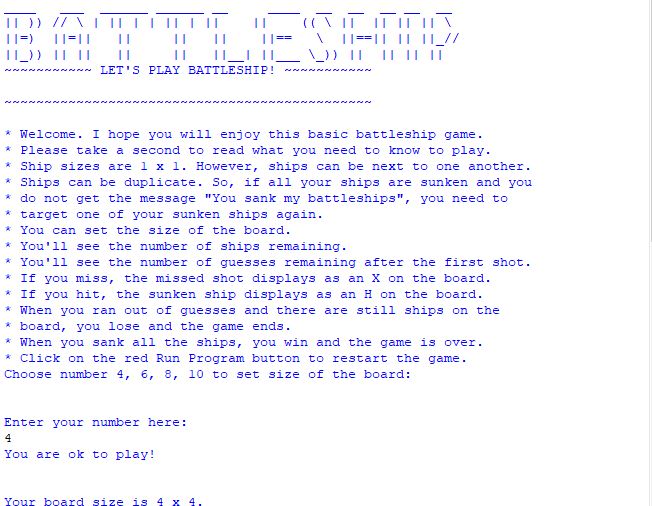 ____   ___  ______ ______ __    ____  __  __ __ __  __
|| )) // \ | || | | || | ||    ||    (( \ ||  || || || \
||=)  ||=||   ||     ||   ||    ||==   \  ||==|| || ||_//
||_)) || ||   ||     ||   ||__| ||___ \_)) ||  || || ||
~~~~~~~~~~~ LET'S PLAY BATTLESHIP! ~~~~~~~~~~~
~~~~~~~~~~~~~~~~~~~~~~~~~~~~~~~~~~~~~~~~~~~~~~
* Welcome. I hope you will enjoy this basic battleship game.
* Please take a second to read what you need to know to play.
* Ship sizes are 1 x 1. However, ships can be next to one another.
* Ships can be duplicate. So, if all your ships are sunken and you
* do not get the message "You sank my battleships", you need to
* target one of your sunken ships again.
* You can set the size of the board.
* You'll see the number of ships remaining.
* You'll see the number of guesses remaining after the first shot.
* If you miss, the missed shot displays as an X on the board.
* If you hit, the sunken ship displays as an H on the board.
* When you ran out of guesses and there are still ships on the
* board, you lose and the game ends.
* When you sank all the ships, you win and the game is over.
* Click on the red Run Program button to restart the game.
Choose number 4, 6, 8, 10 to set size of the board:
Enter your number here:
4
You are ok to play!
Your board size is 4 x 4.